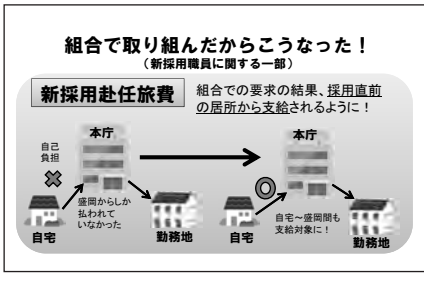 組合で取り組んだからこうなった！
（新採用職員に関する一部）
新採用赴任旅費
組合での要求の結果、採用直前
の居所から支給されるように！
本庁
自己
負担
自宅
盛岡からしか
払われて
いなかった
勤務地
本庁
自宅
自宅～盛岡間も
支給対象に！
勤務地